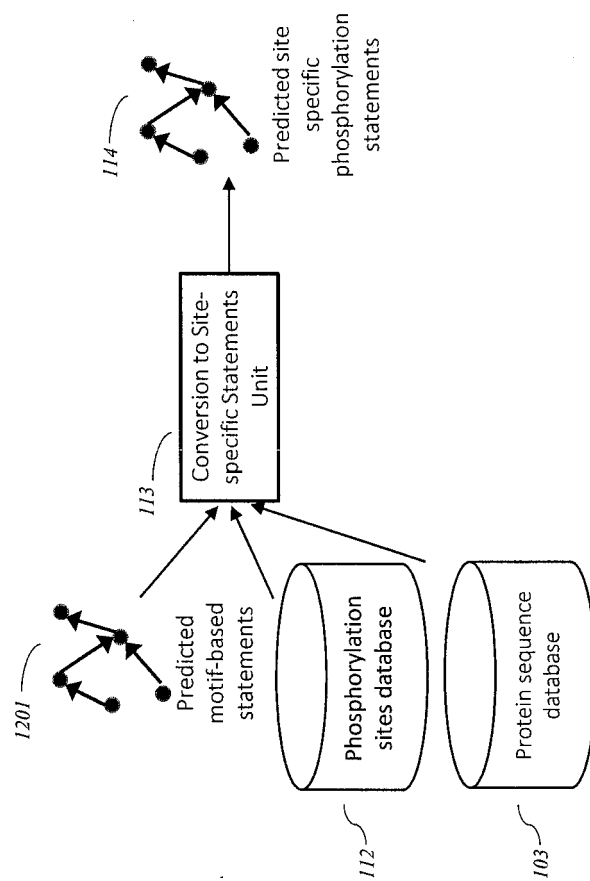 1201
Predicted
motif-based
statements
112
Phosphorylation
sites database
103
Protein sequence
database
113
Conversion to Site-
specific Statements
Unit
114
Predicted site
specific
phosphorylation
statements